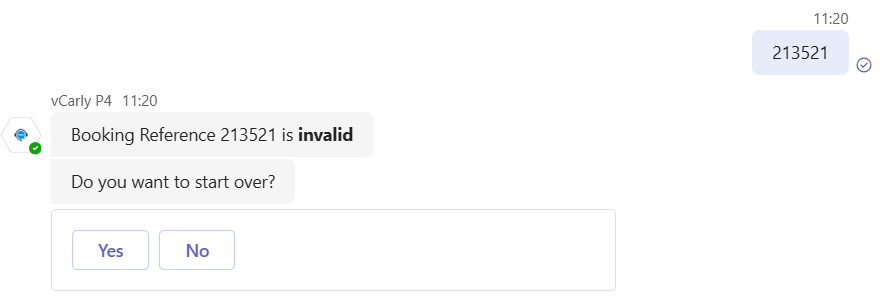 11:20
213521
vCarly P4 11:20
Booking Reference 213521 is invalid
Do you want to start over?
Yes No